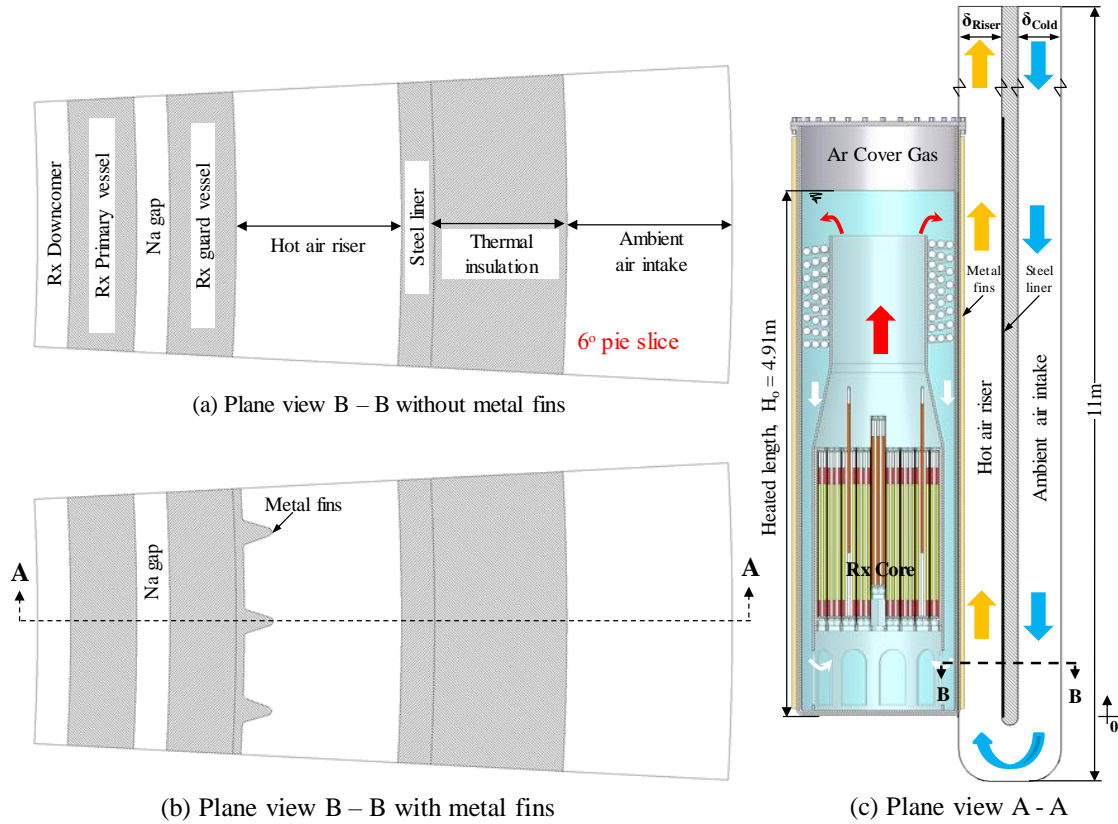 Rx Downcomer
Rx Primary vessel
Na gap
Rx guard vessel
Hot air riser
Steel liner
Thermal
insulation
Ambient
air intake
6° pie slice
(a) Plane view B – B without metal fins
Metal fins
Na gap
A
A
(b) Plane view B – B with metal fins
δRiser
δCold
Ar Cover Gas
Metal
fins
Steel
liner
Heated length, Ho = 4.91m
Hot air riser
Ambient air intake
11m
Rx Core
B
B
0
(c) Plane view A - A